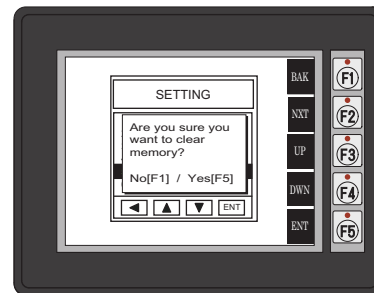 SETTING
Are you sure you
want to clear
memory?
No[F1] / Yes[F5]
ENT
BAK
NXT
UP
DWN
ENT
F1
F2
F3
F4
F5